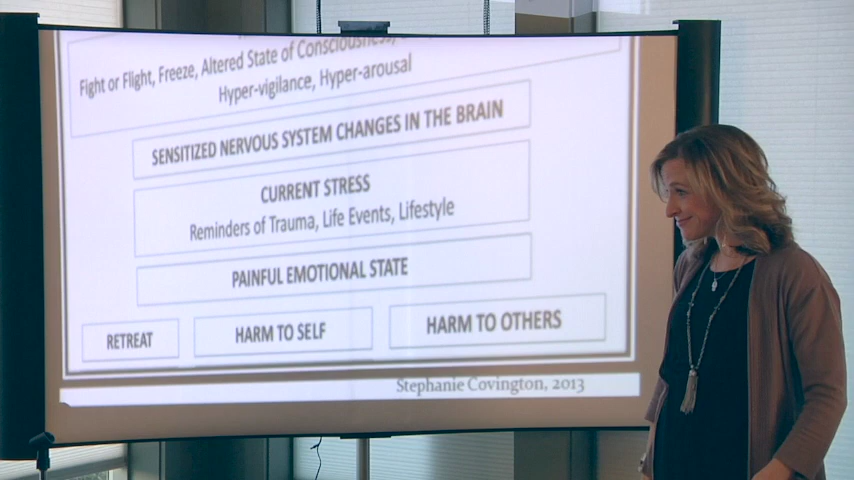 Fight or Flight, Freeze, Altered State of Consciousness,
Hyper-vigilance, Hyper-arousal
SENSITIZED NERVOUS SYSTEM CHANGES IN THE BRAIN
CURRENT STRESS
Reminders of Trauma, Life Events, Lifestyle
PAINFUL EMOTIONAL STATE
RETREAT
HARM TO SELF
HARM TO OTHERS
Stephanie Covington, 2013